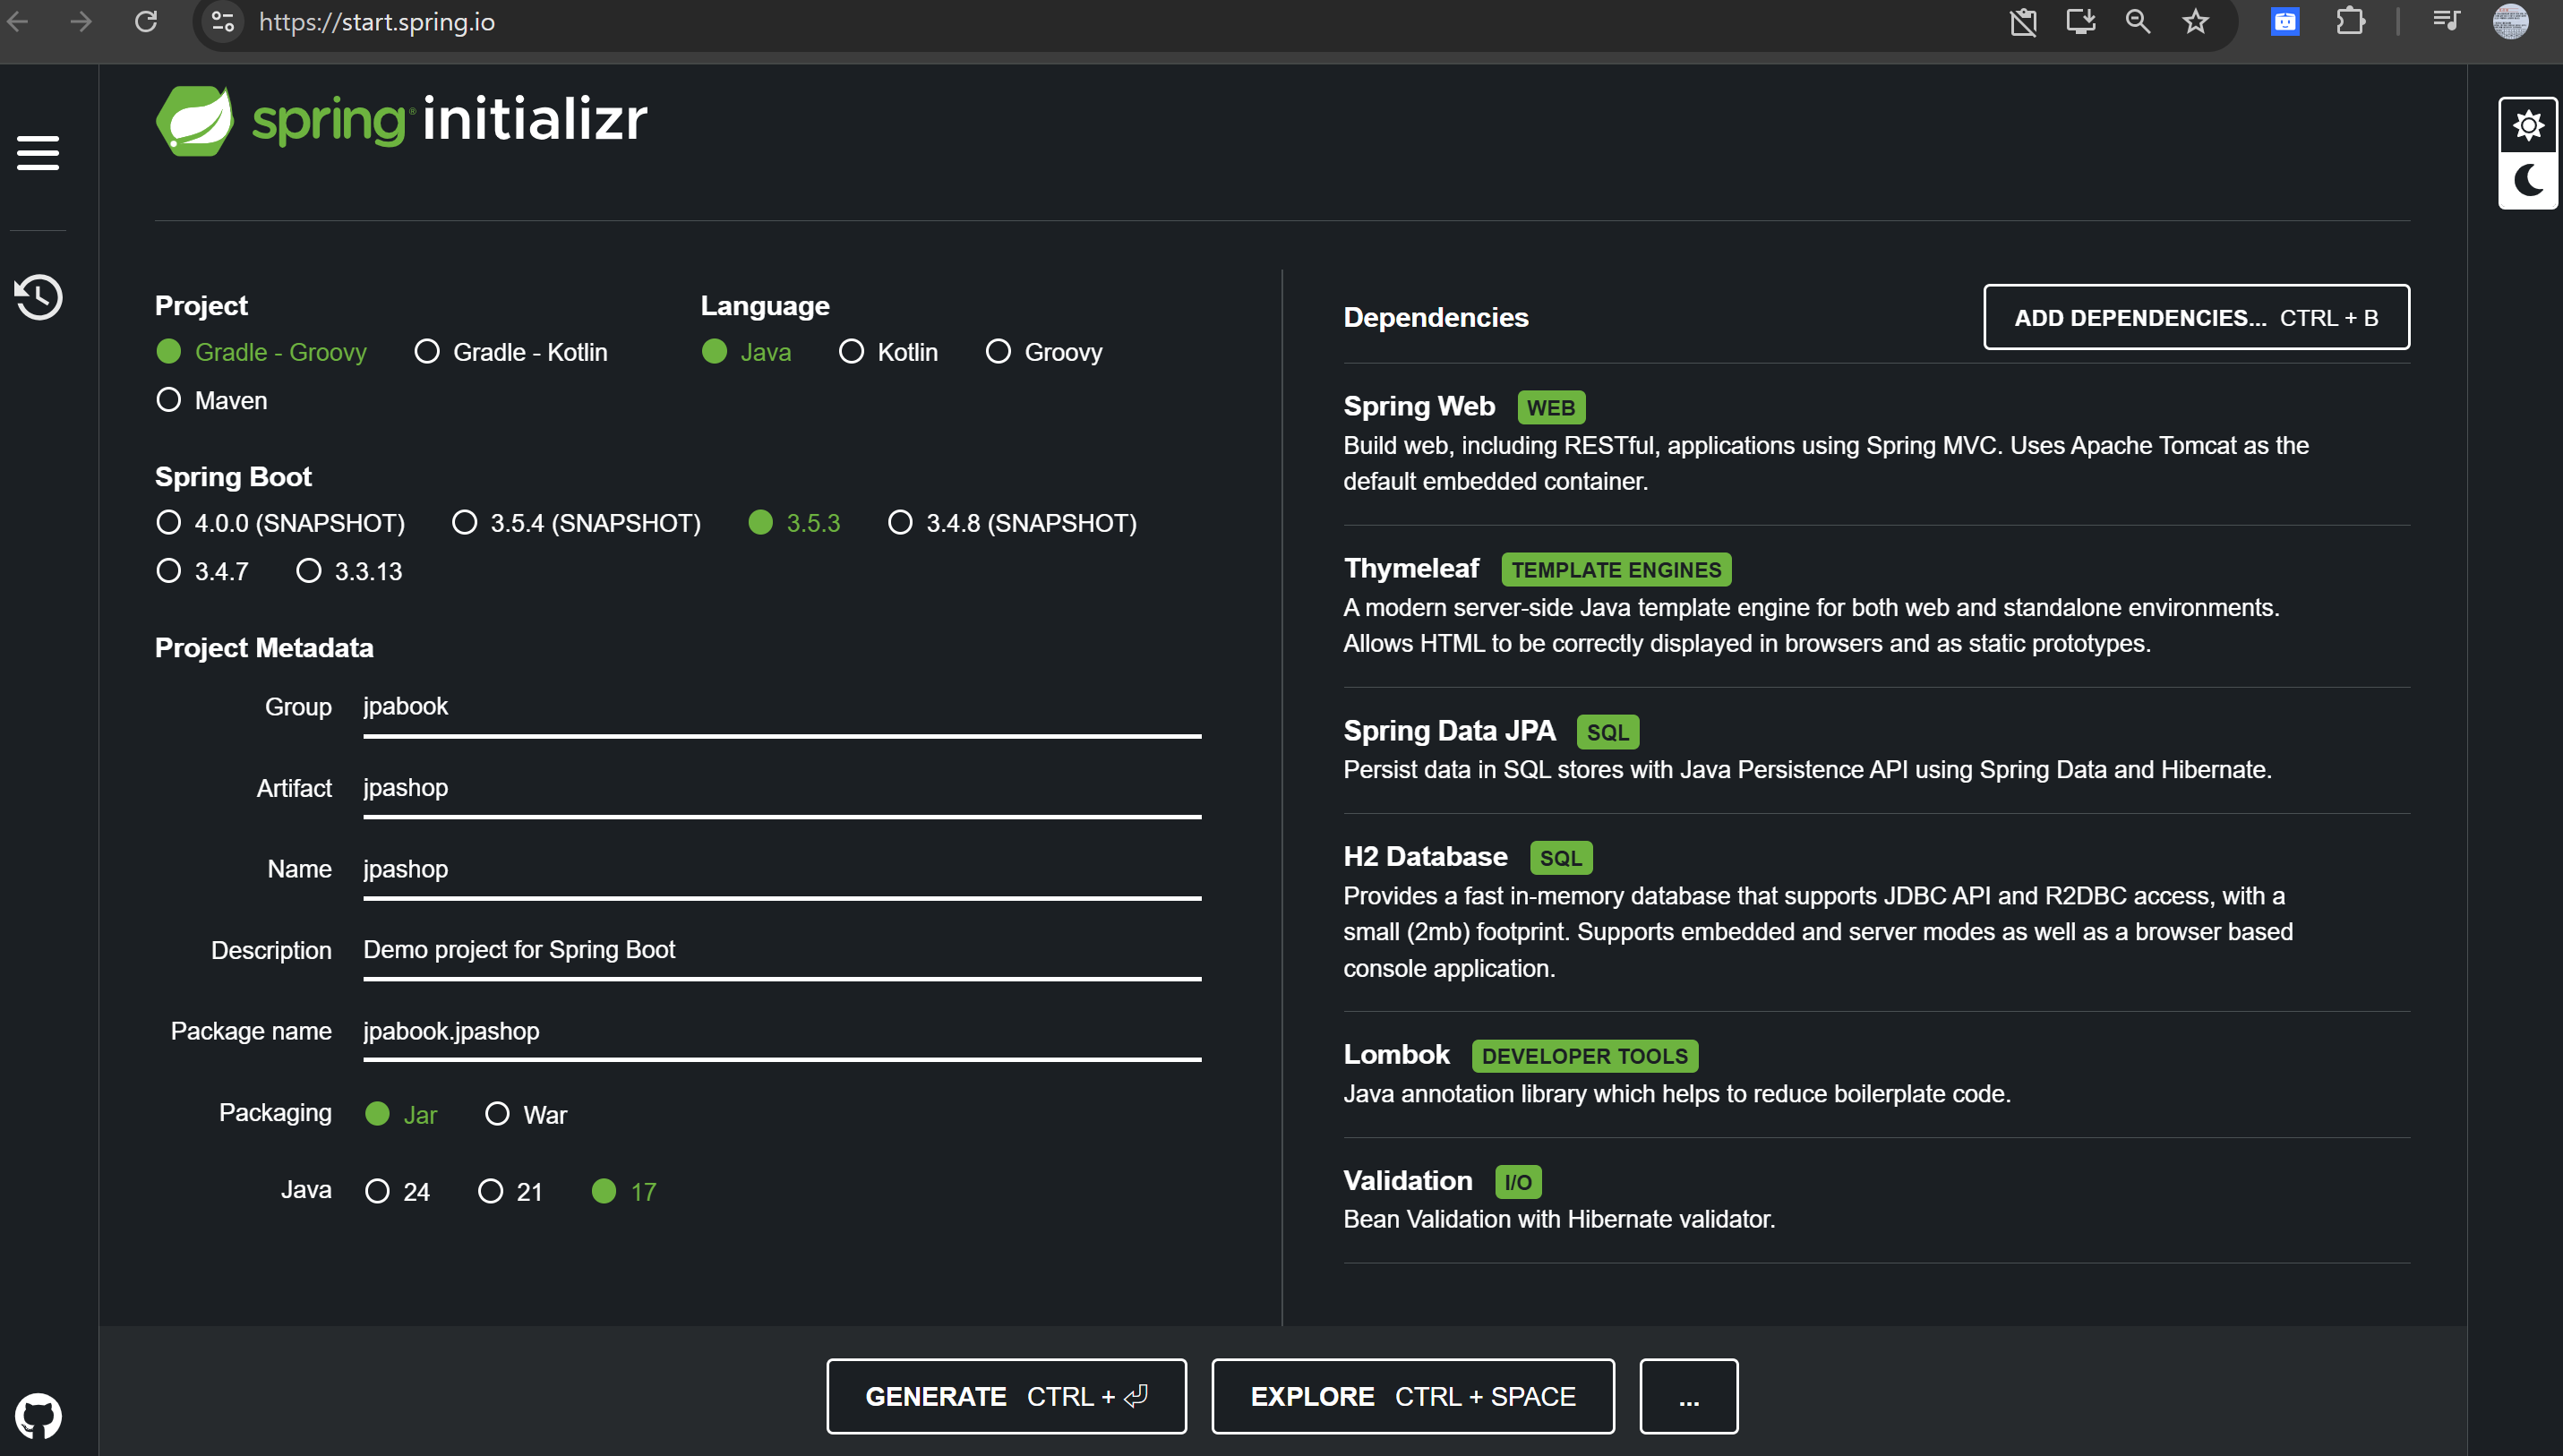 https://start.spring.io
spring initializr
Project
Gradle - Groovy Gradle - Kotlin
Maven
Language
Java Kotlin Groovy
Spring Boot
4.0.0 (SNAPSHOT) 3.5.4 (SNAPSHOT) 3.5.3 3.4.8 (SNAPSHOT)
3.4.7 3.3.13
Project Metadata
Group jpabook
Artifact jpashop
Name jpashop
Description Demo project for Spring Boot
Package name jpabook.jpashop
Packaging Jar War
Java 24 21 17
Dependencies
ADD DEPENDENCIES... CTRL + B
Spring Web WEB
Build web, including RESTful, applications using Spring MVC. Uses Apache Tomcat as the
default embedded container.
Thymeleaf TEMPLATE ENGINES
A modern server-side Java template engine for both web and standalone environments.
Allows HTML to be correctly displayed in browsers and as static prototypes.
Spring Data JPA SQL
Persist data in SQL stores with Java Persistence API using Spring Data and Hibernate.
H2 Database SQL
Provides a fast in-memory database that supports JDBC API and R2DBC access, with a
small (2mb) footprint. Supports embedded and server modes as well as a browser based
console application.
Lombok DEVELOPER TOOLS
Java annotation library which helps to reduce boilerplate code.
Validation I/O
Bean Validation with Hibernate validator.
GENERATE CTRL + ⏎
EXPLORE CTRL + SPACE
...